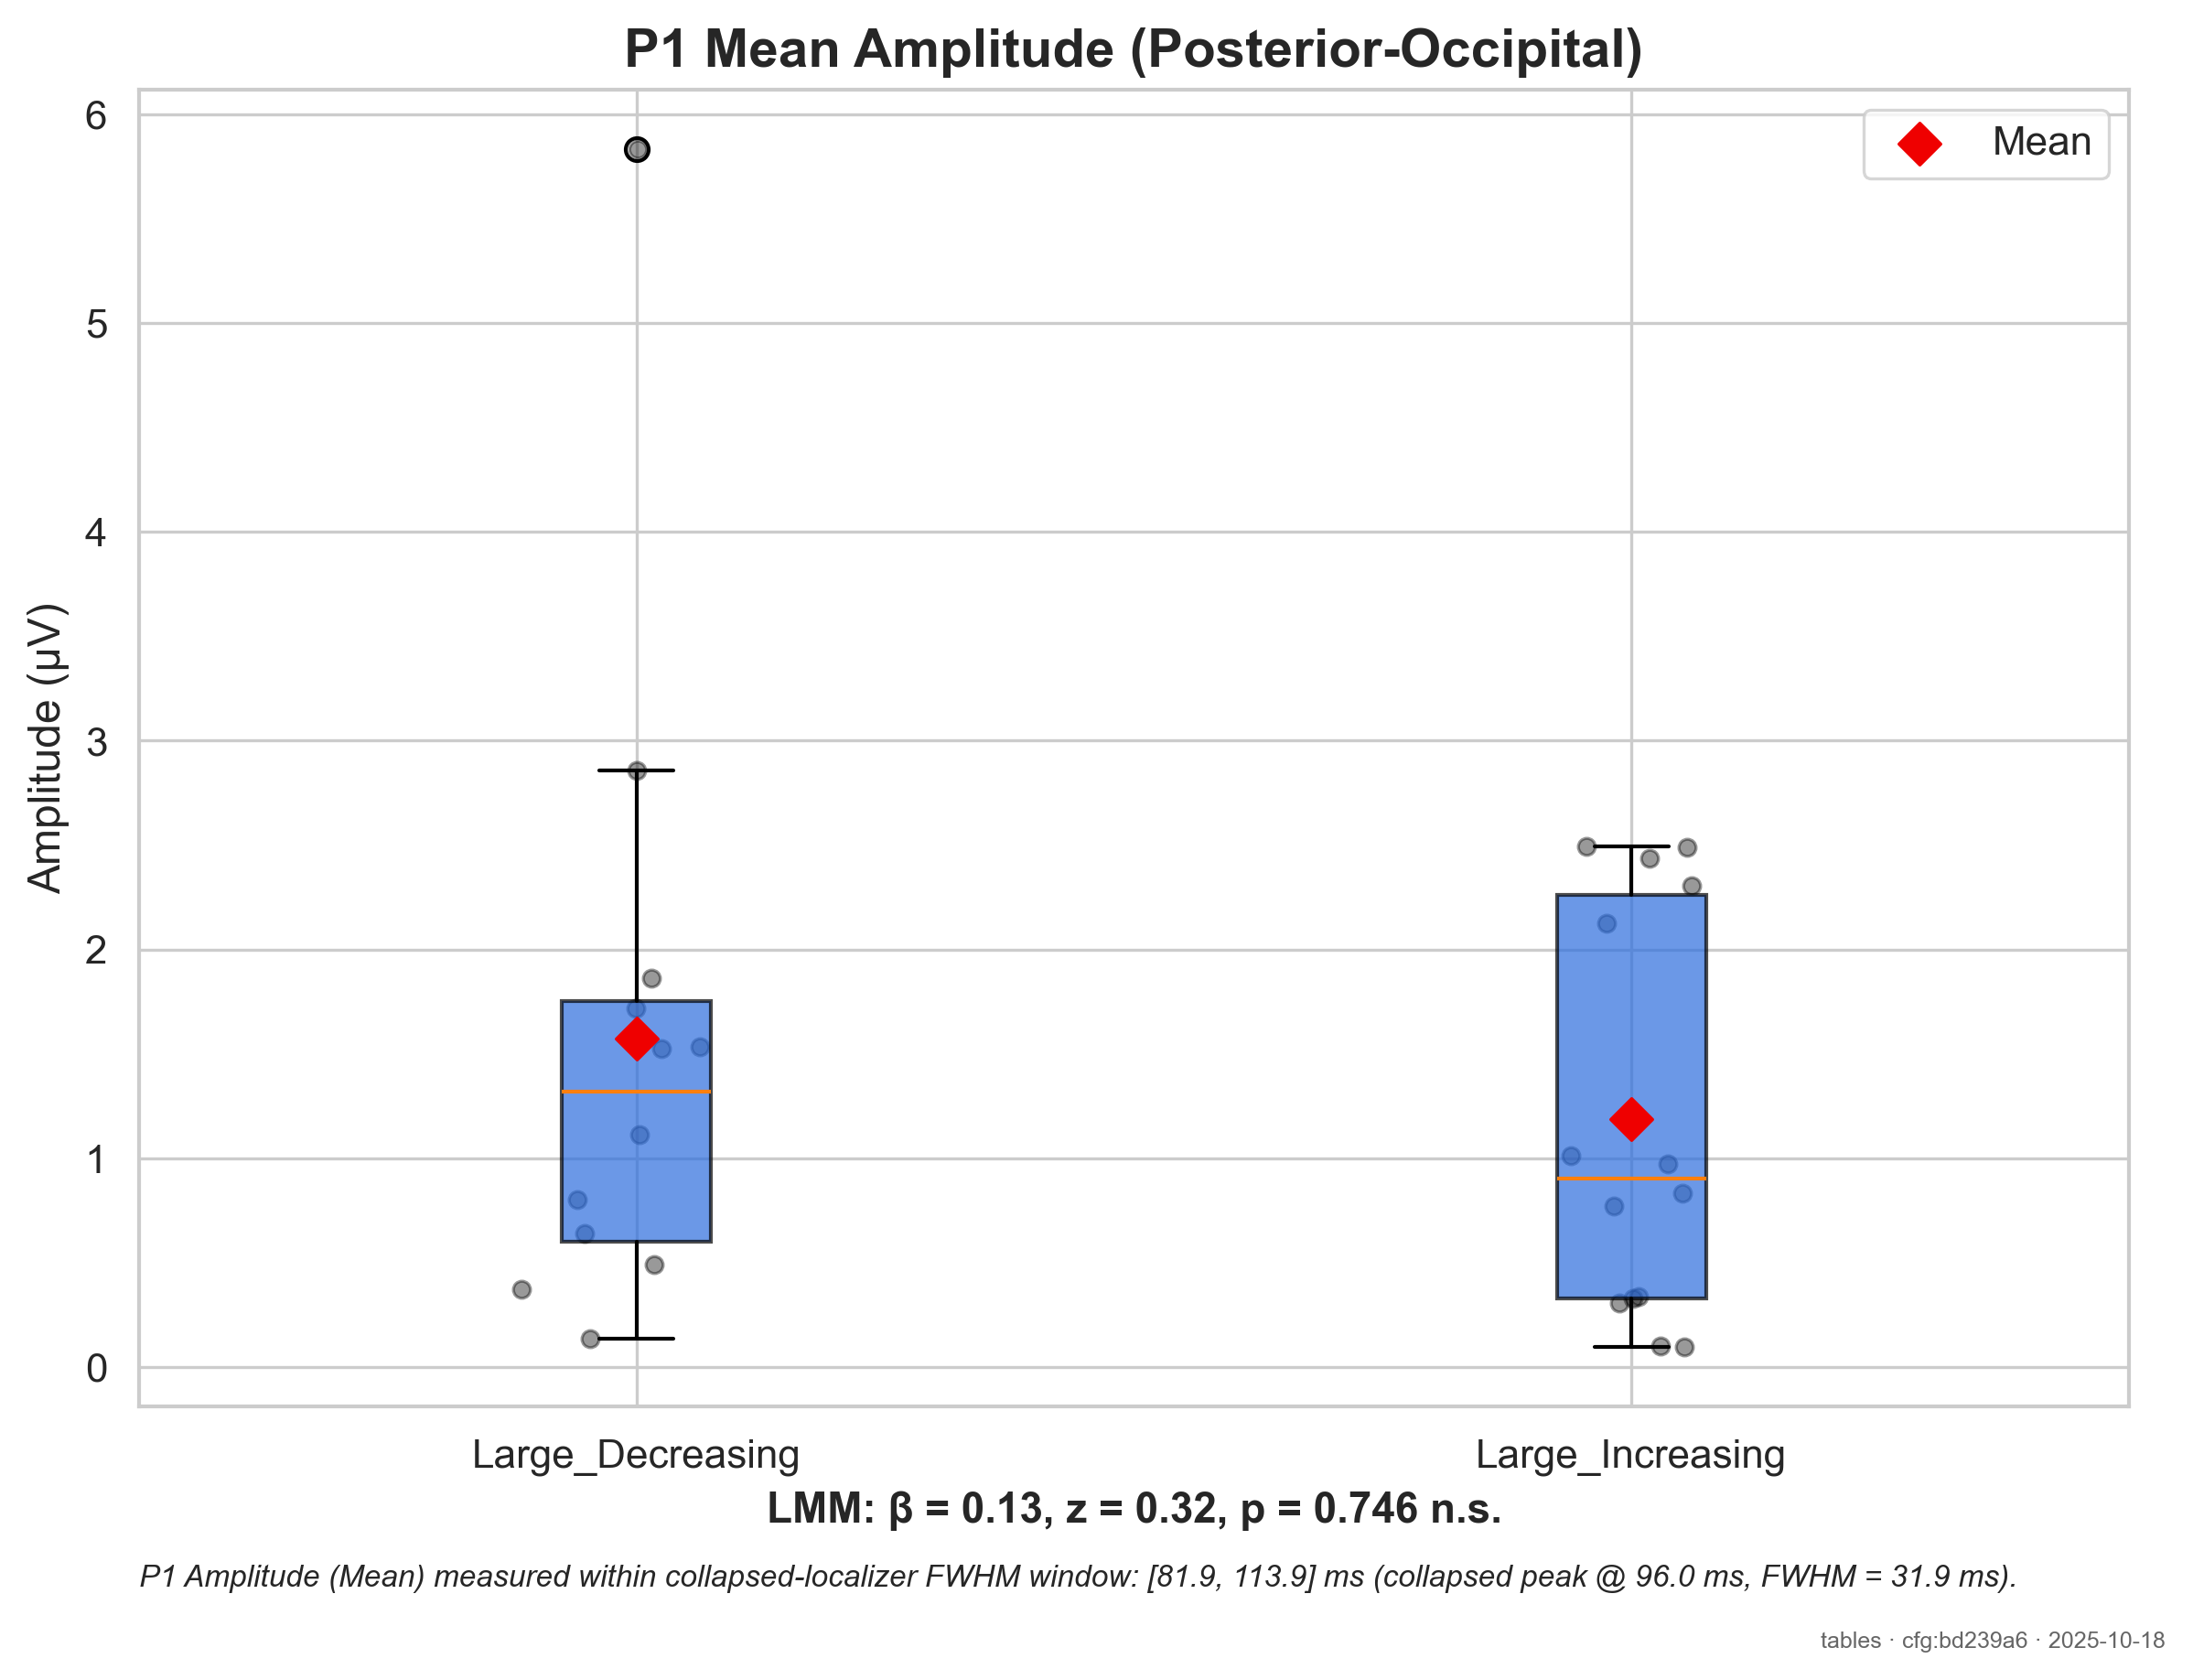 P1 Mean Amplitude (Posterior-Occipital)
Mean
Amplitude (µV)
6
5
4
3
2
1
0
Large_Decreasing
Large_Increasing
LMM: β = 0.13, z = 0.32, p = 0.746 n.s.
P1 Amplitude (Mean) measured within collapsed-localizer FWHM window: [81.9, 113.9] ms (collapsed peak @ 96.0 ms, FWHM = 31.9 ms).
tables · cfg:bd239a6 · 2025-10-18